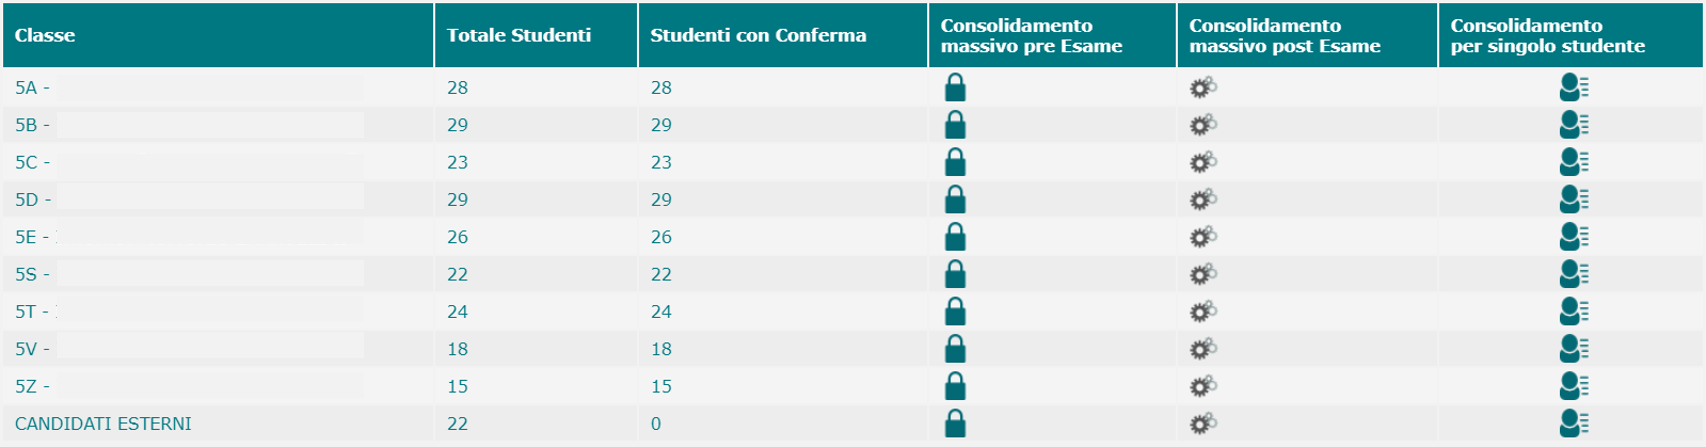 Classe Totale Studenti Studenti con Conferma Consolidamento massivo pre Esame Consolidamento massivo post Esame Consolidamento per singolo studente
5A - 28 28
5B - 29 29
5C - 23 23
5D - 29 29
5E - 26 26
5S - 22 22
5T - 24 24
5V - 18 18
5Z - 15 15
CANDIDATI ESTERNI 22 0